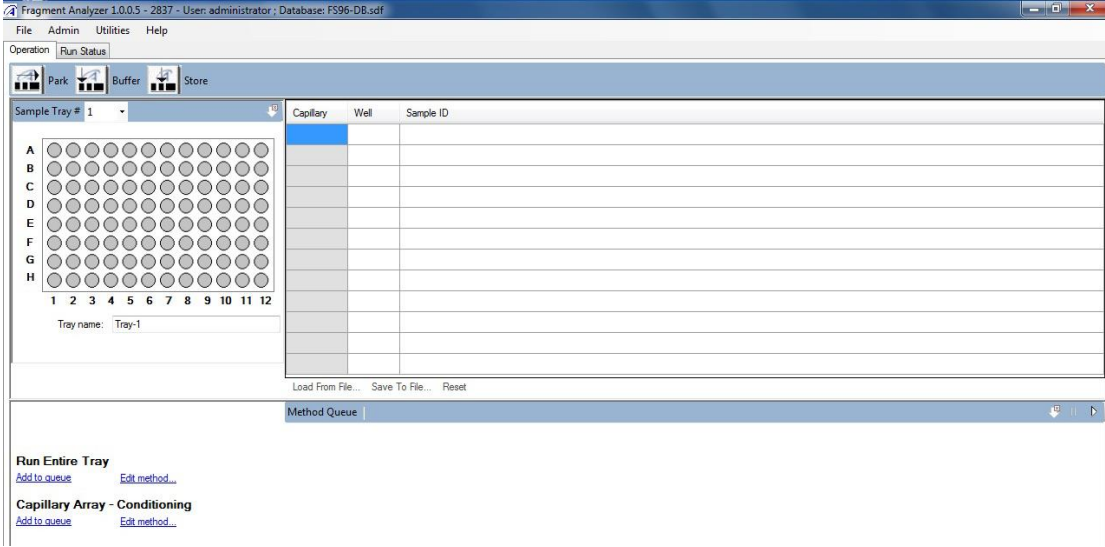 Fragment Analyzer 1.0.0.5 - 2837 - User: administrator ; Database: FS96-DB.sdf
File Admin Utilities Help
Operation Run Status
Park Buffer Store
Sample Tray # 1
Capillary Well Sample ID
A
B
C
D
E
F
G
H
1 2 3 4 5 6 7 8 9 10 11 12
Tray name: Tray-1
Load From File... Save To File... Reset
Method Queue
Run Entire Tray
Add to queue Edit method...
Capillary Array - Conditioning
Add to queue Edit method...